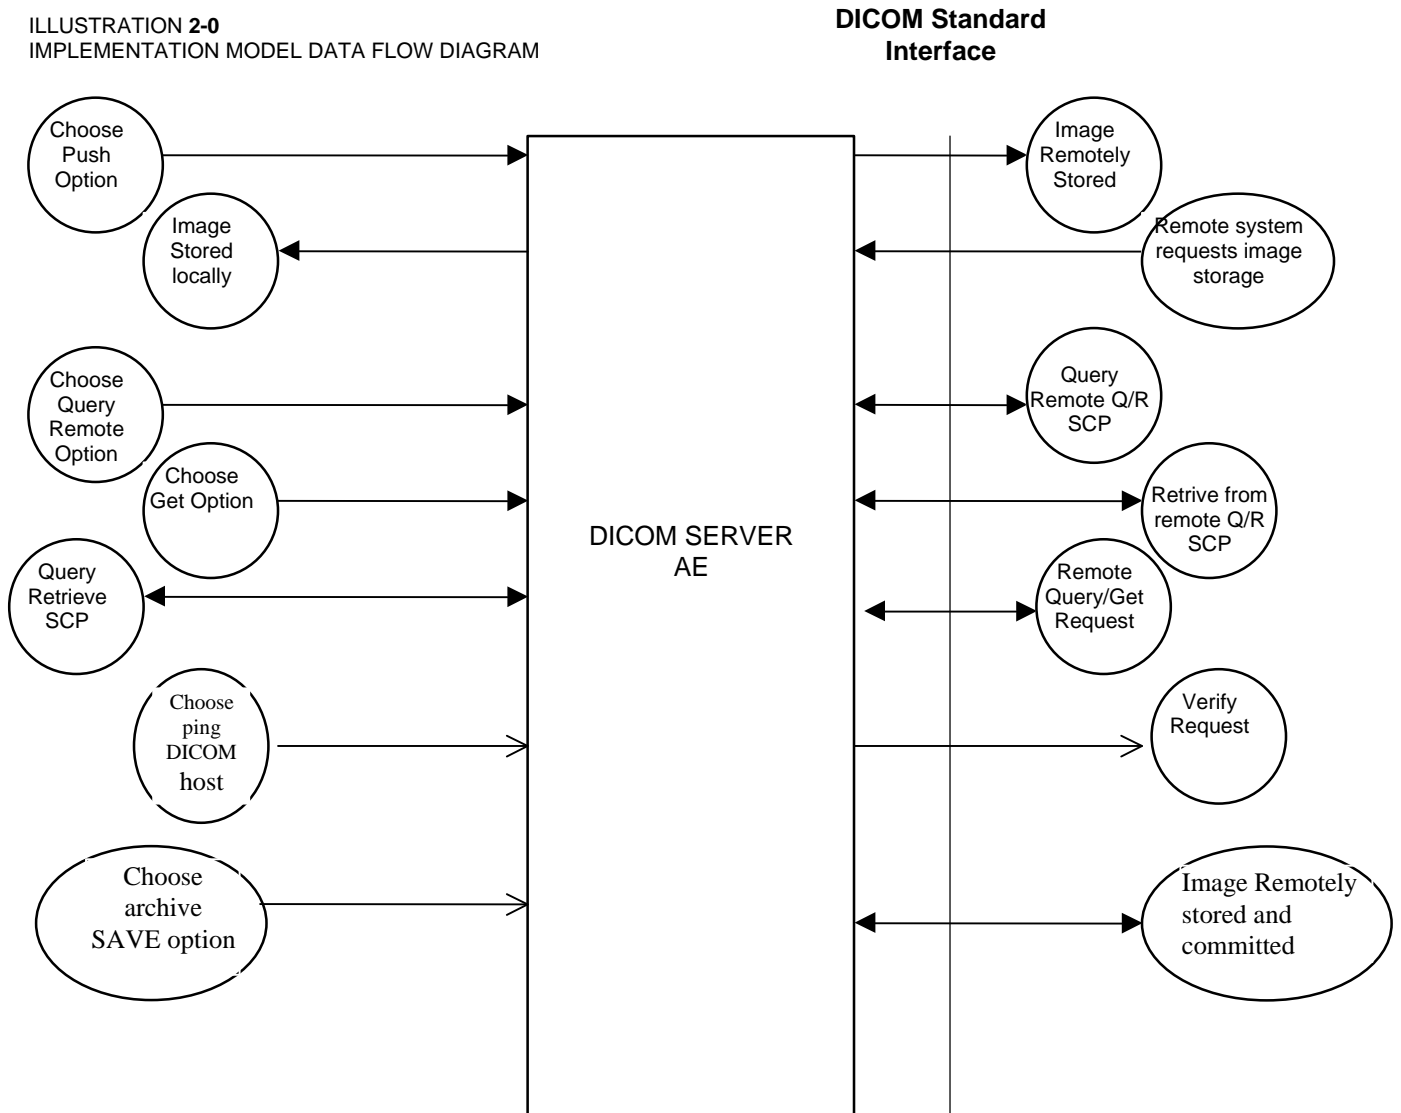 ILLUSTRATION 2-0
IMPLEMENTATION MODEL DATA FLOW DIAGRAM
DICOM Standard
Interface
Choose
Push
Option
Image
Stored
locally
Choose
Query
Remote
Option
Choose
Get Option
Query
Retrieve
SCP
Choose
ping
DICOM
host
Choose
archive
SAVE option
DICOM SERVER
AE
Image
Remotely
Stored
Remote system
requests image
storage
Query
Remote Q/R
SCP
Retrive from
remote Q/R
SCP
Remote
Query/Get
Request
Verify
Request
Image Remotely
stored and
committed